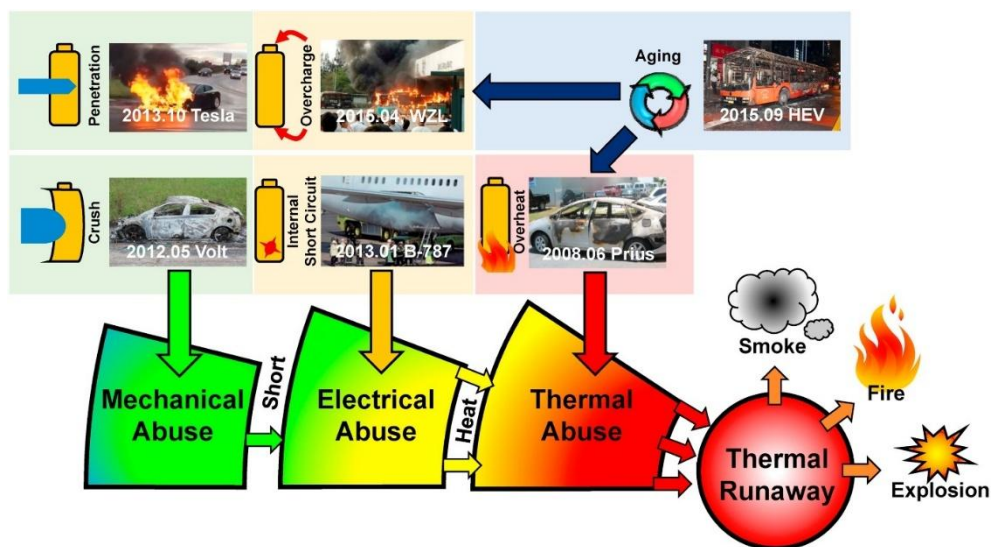 Penetration
2013.10 Tesla
Overcharge
2015.04 WZL
Aging
2015.09 HEV
Crush
2012.05 Volt
Internal
Short Circuit
2013.01 B-787
Overheat
2008.06 Prius
Mechanical
Abuse
Short
Electrical
Abuse
Heat
Thermal
Abuse
Thermal
Runaway
Smoke
Fire
Explosion